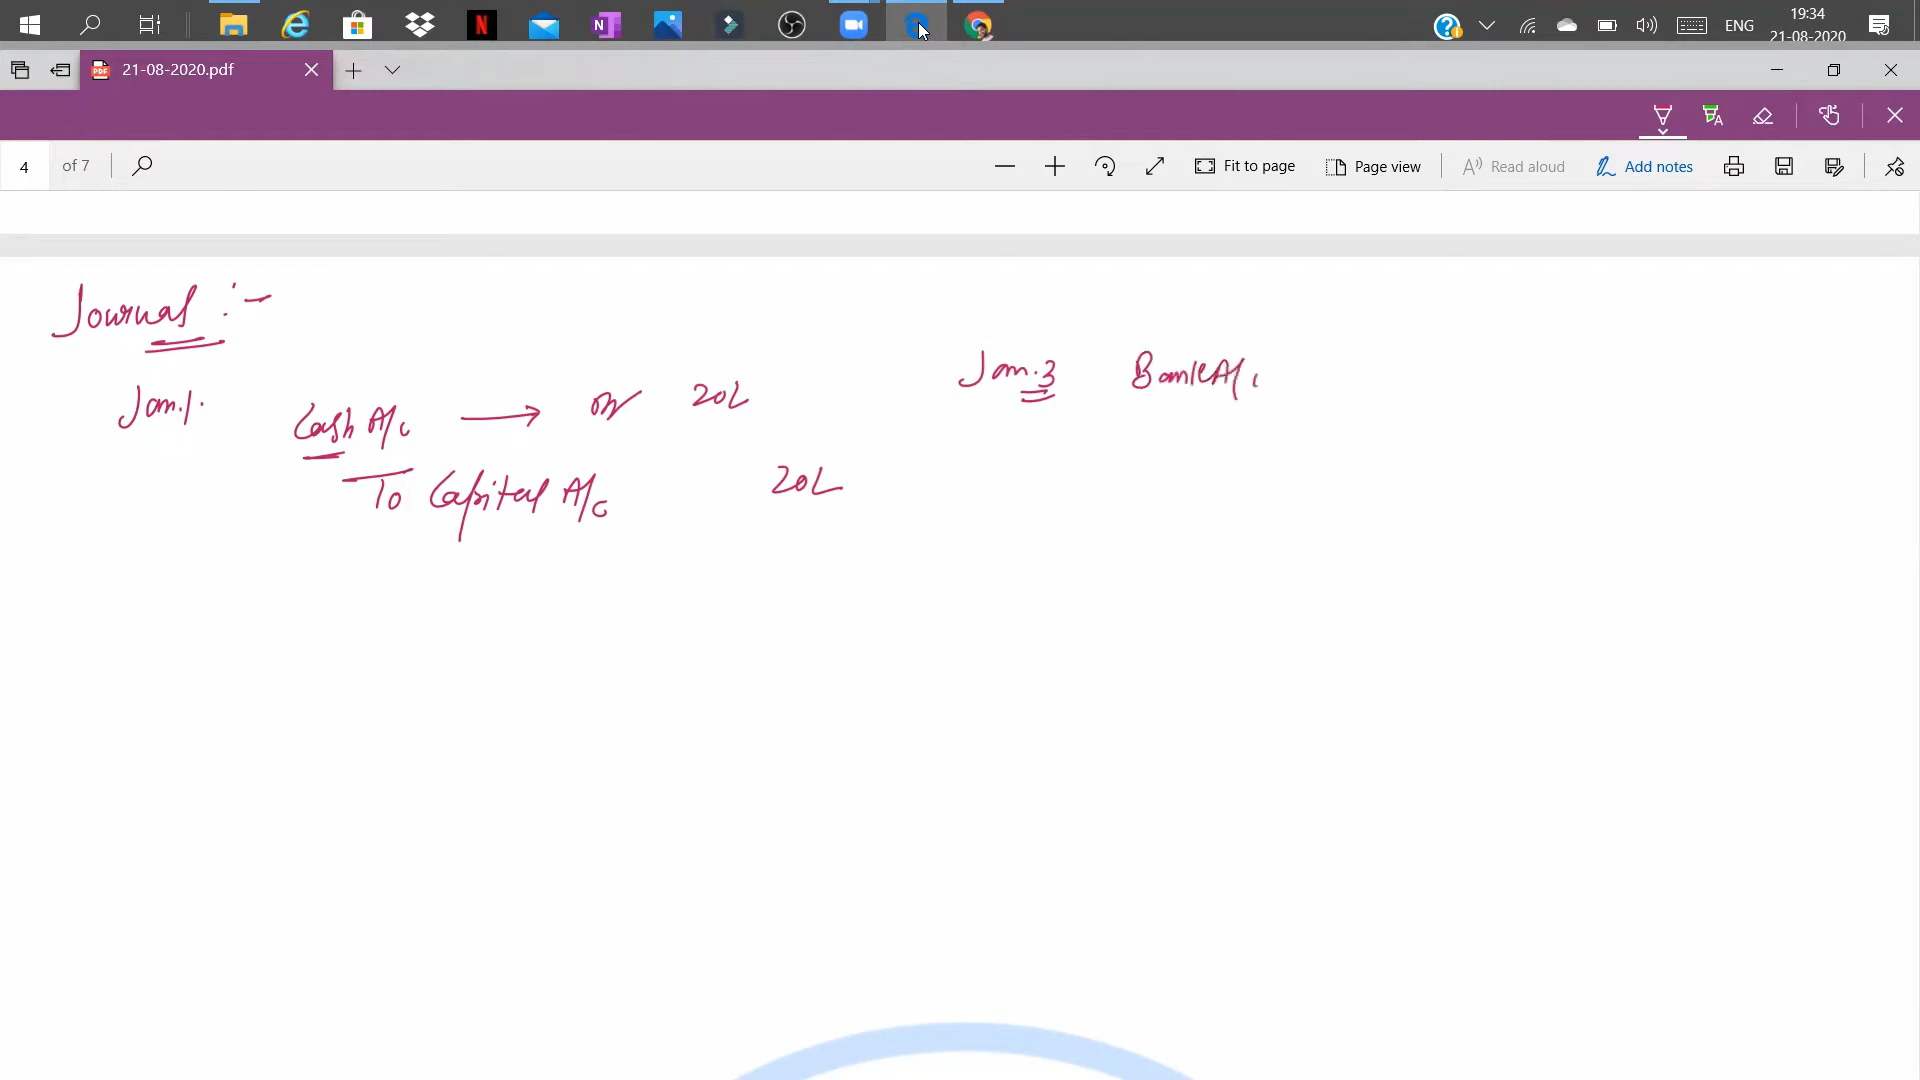 19:34
ENG
21-08-2020
21-08-2020.pdf
4 of 7
Fit to page
Page view
Read aloud
Add notes
Journal :-
Jan.1. Cash A/c → Dr 20L
To Capital A/c 20L
Jan.3 Bank A/c